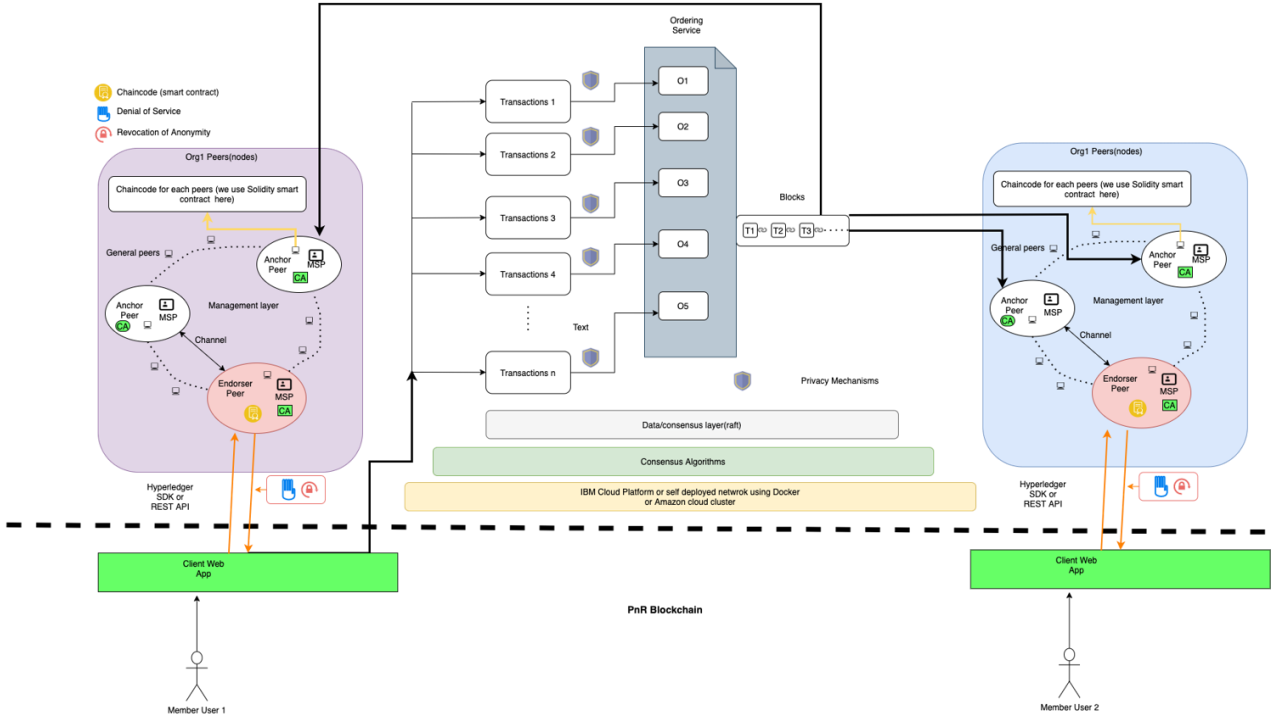 Ordering
Service
Chaincode (smart contract)
Denial of Service
Revocation of Anonymity
Org1 Peers(nodes)
Chaincode for each peers (we use Solidity smart
contract  here)
General peers
Anchor
Peer
MSP
CA
Anchor
Peer
MSP
CA
Management layer
Channel
Endorser
Peer
MSP
CA
Hyperledger
SDK or
REST API
Transactions 1
Transactions 2
Transactions 3
Transactions 4
Text
Transactions n
O1
O2
O3
O4
O5
Blocks
T1
T2
T3
Privacy Mechanisms
Data/consensus layer(raft)
Consensus Algorithms
IBM Cloud Platform or self deployed netwrok using Docker
or Amazon cloud cluster
Org1 Peers(nodes)
Chaincode for each peers (we use Solidity smart
contract  here)
General peers
Anchor
Peer
MSP
CA
Anchor
Peer
MSP
CA
Management layer
Channel
Endorser
Peer
MSP
CA
Hyperledger
SDK or
REST API
Client Web
App
Client Web
App
PnR Blockchain
Member User 1
Member User 2